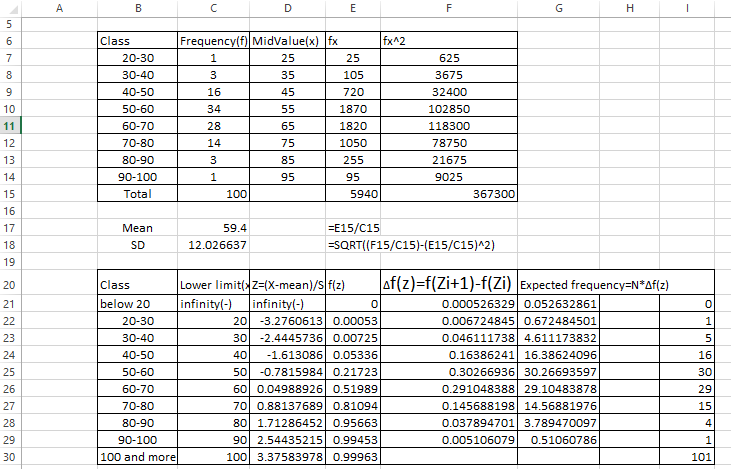 A B C D E F G H I
5
6 Class Frequency(f) MidValue(x) fx fx^2
7 20-30 1 25 25 625
8 30-40 3 35 105 3675
9 40-50 16 45 720 32400
10 50-60 34 55 1870 102850
11 60-70 28 65 1820 118300
12 70-80 14 75 1050 78750
13 80-90 3 85 255 21675
14 90-100 1 95 95 9025
15 Total 100 5940 367300
16
17 Mean 59.4 =E15/C15
18 SD 12.026637 =SQRT((F15/C15)-(E15/C15)^2)
19
20 Class Lower limit(x Z=(X-mean)/S f(z) Δf(z)=f(Zi+1)-f(Zi) Expected frequency=N*Δf(z)
21 below 20 infinity(-) infinity(-) 0 0.000526329 0.052632861 0
22 20-30 20 -3.2760613 0.00053 0.006724845 0.672484501 1
23 30-40 30 -2.4445736 0.00725 0.046111738 4.611173832 5
24 40-50 40 -1.613086 0.05336 0.16386241 16.38624096 16
25 50-60 50 -0.7815984 0.21723 0.30266936 30.26693597 30
26 60-70 60 0.04988926 0.51989 0.291048388 29.10483878 29
27 70-80 70 0.88137689 0.81094 0.145688198 14.56881976 15
28 80-90 80 1.71286452 0.95663 0.037894701 3.789470097 4
29 90-100 90 2.54435215 0.99453 0.005106079 0.51060786 1
30 100 and more 100 3.37583978 0.99963 101